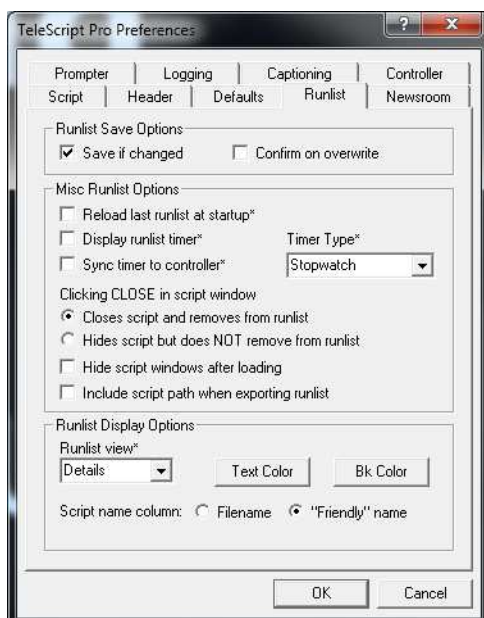 TeleScript Pro Preferences
Prompter Logging Captioning Controller
Script Header Defaults Runlist Newsroom
Runlist Save Options
Save if changed Confirm on overwrite
Misc Runlist Options
Reload last runlist at startup*
Display runlist timer* Timer Type*
Sync timer to controller* Stopwatch
Clicking CLOSE in script window
Closes script and removes from runlist
Hides script but does NOT remove from runlist
Hide script windows after loading
Include script path when exporting runlist
Runlist Display Options
Runlist view*
Details Text Color Bk Color
Script name column: Filename "Friendly" name
OK Cancel